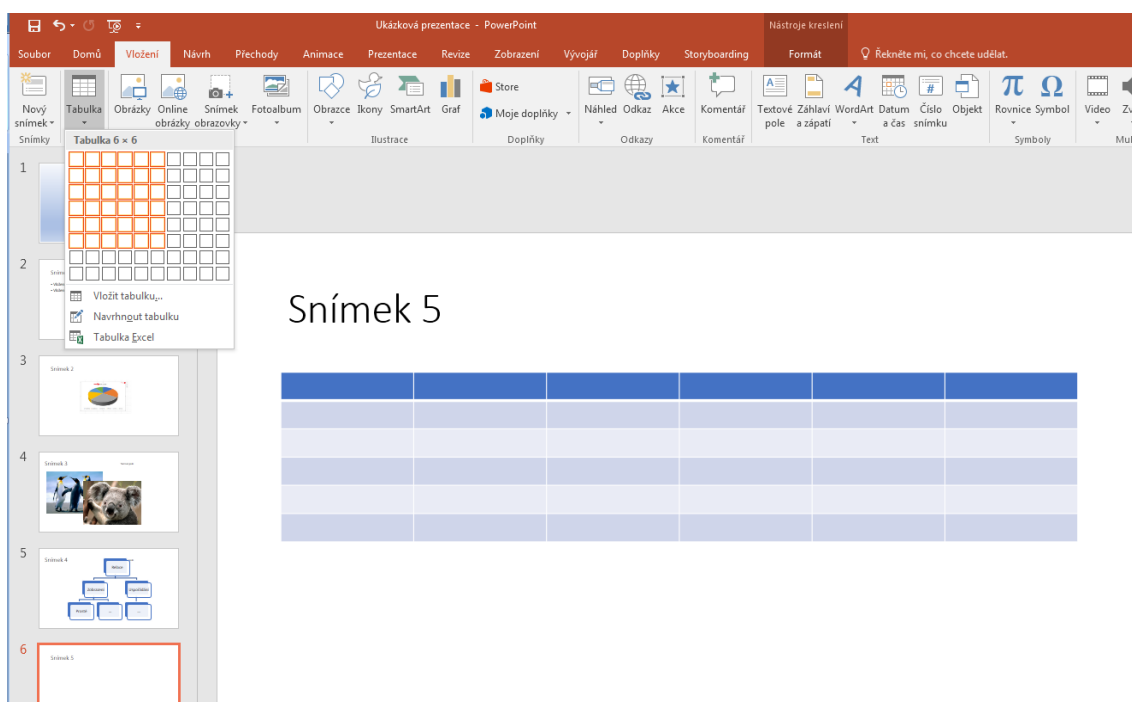 Ukázková prezentace - PowerPoint
Nástroje kreslení
Soubor Domů Vložení Návrh Přechody Animace Prezentace Revize Zobrazení Vývojář Doplňky Storyboarding Formát Řekněte mi, co chcete udělat.
Nový snímek
Tabulka
Obrázky
Online obrázky
Snímek obrazovky
Fotoalbum
Obrazce
Ikony
SmartArt
Graf
Store
Moje doplňky
Náhled
Odkaz
Akce
Komentář
Textové pole
Záhlaví a zápatí
WordArt
Datum a čas
Číslo snímku
#
Objekt
Rovnice
Symbol
Video
Zv
Snímky
Ilustrace
Doplňky
Odkazy
Komentář
Text
Symboly
Mul
Tabulka 6 × 6
Vložit tabulku...
Navrhnout tabulku
Tabulka Excel
1
2
3
Snímek 2
4
Snímek 3
5
Snímek 4
6
Snímek 5
Snímek 5